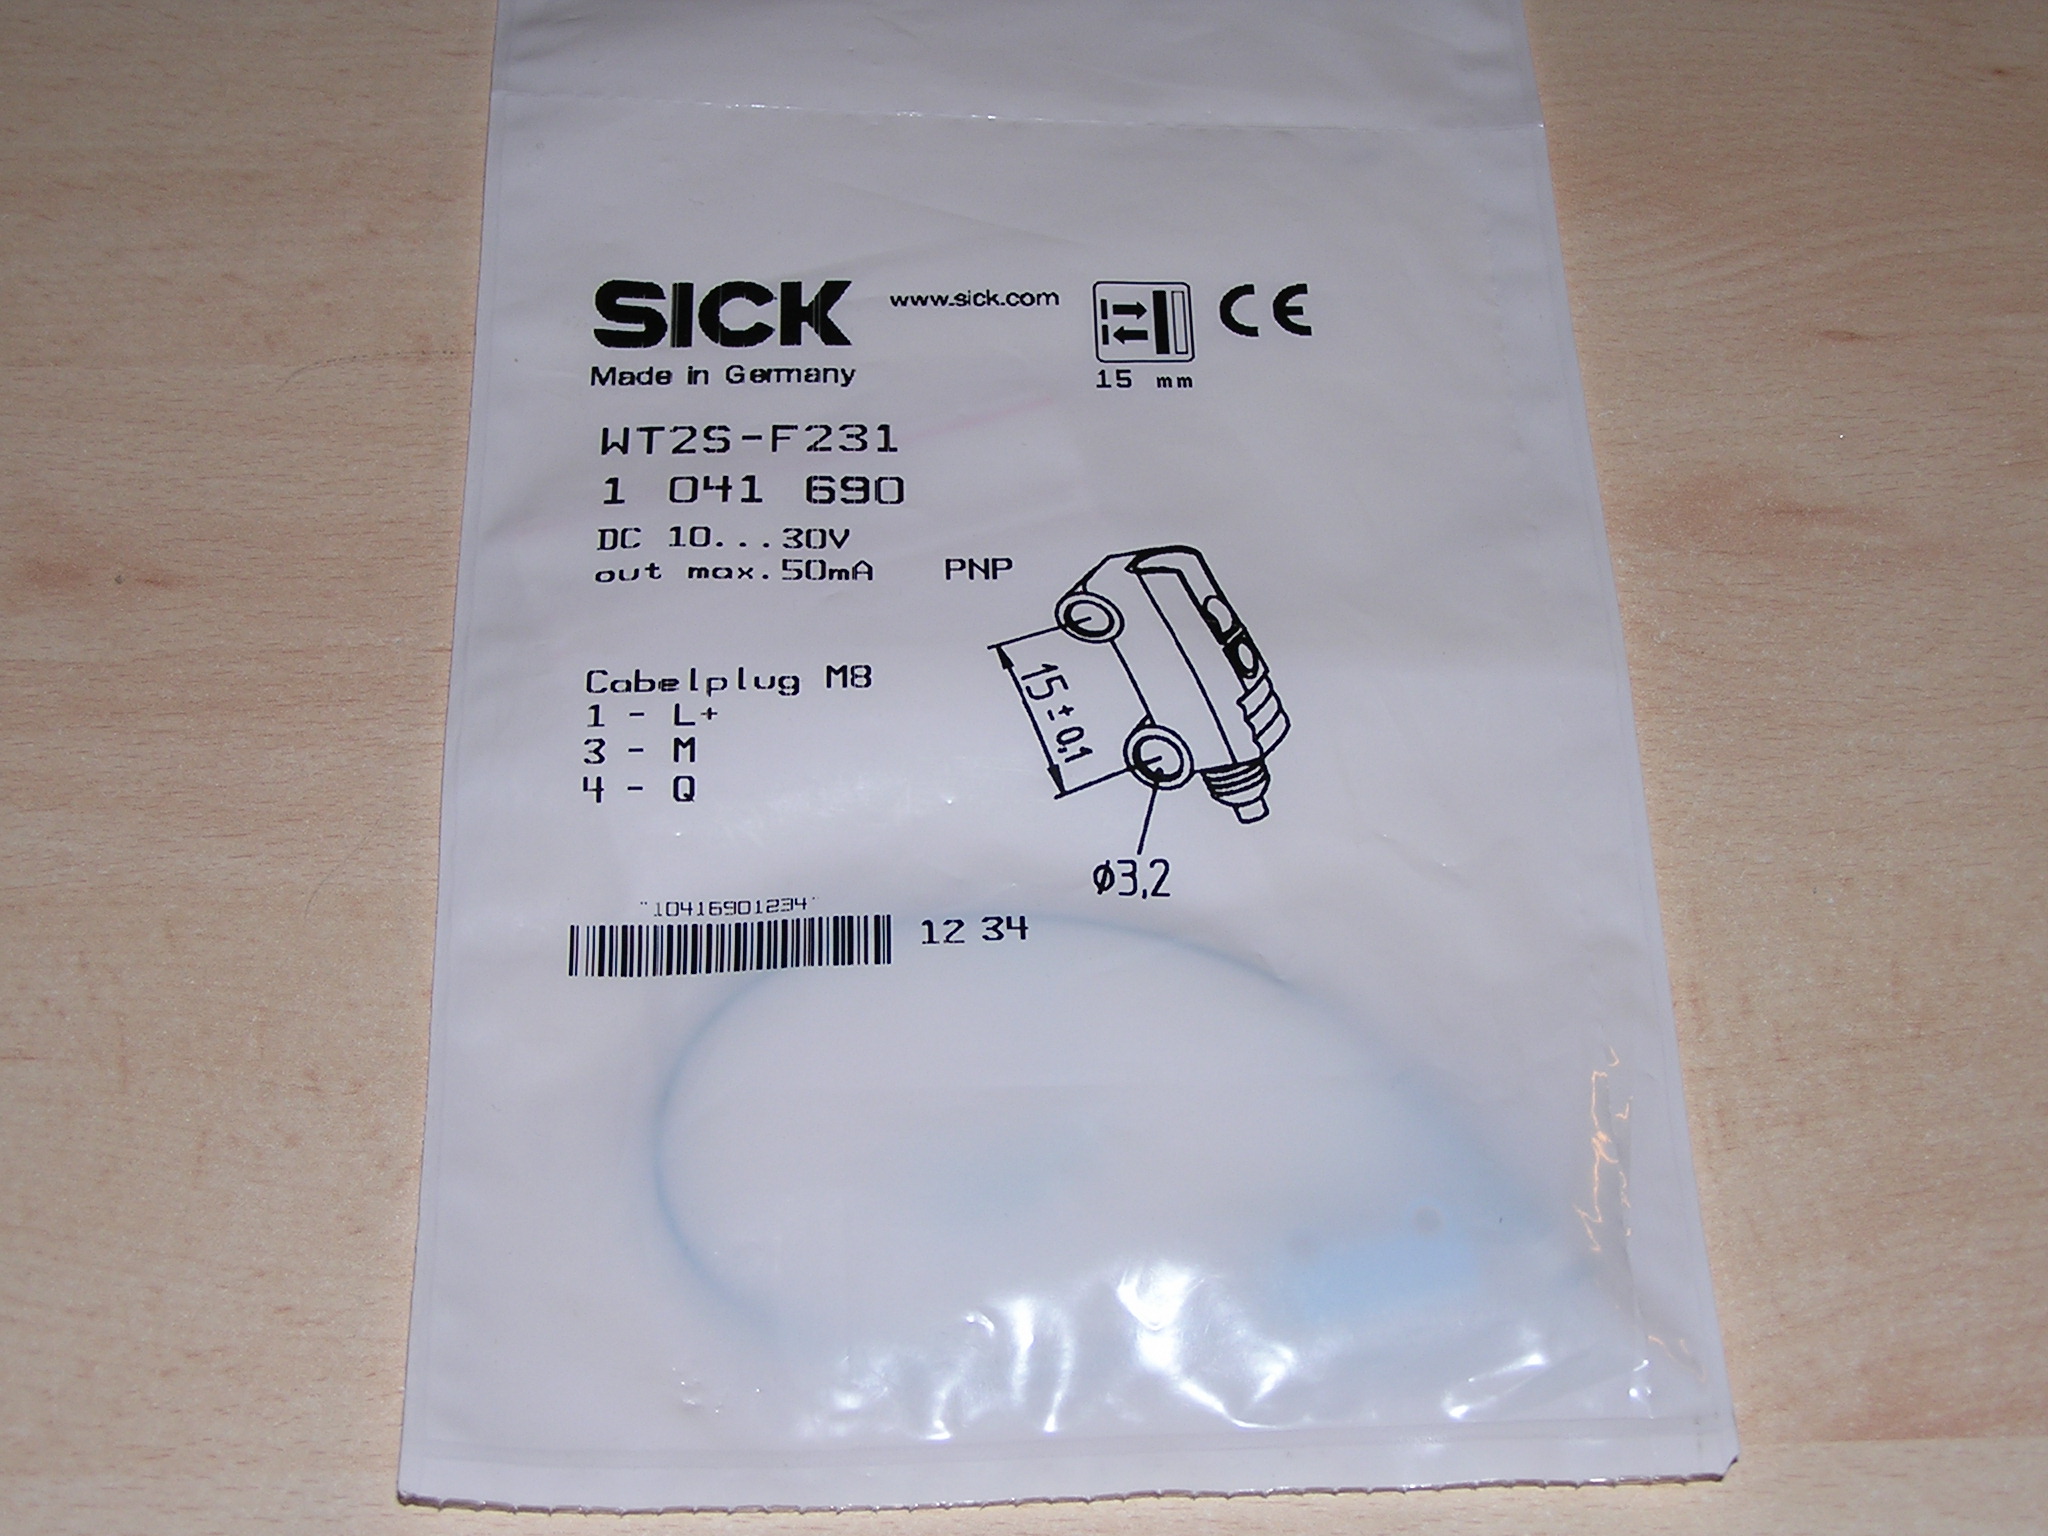 SICK www.sick.com CE
Made in Germany 15 mm
WT2S-F231
1 041 690
DC 10...30V
out max.50mA PNP
15±0.1
Cabelplug M8
1 - L+
3 - M
4 - Q
ø3,2
"10416901234"
12 34